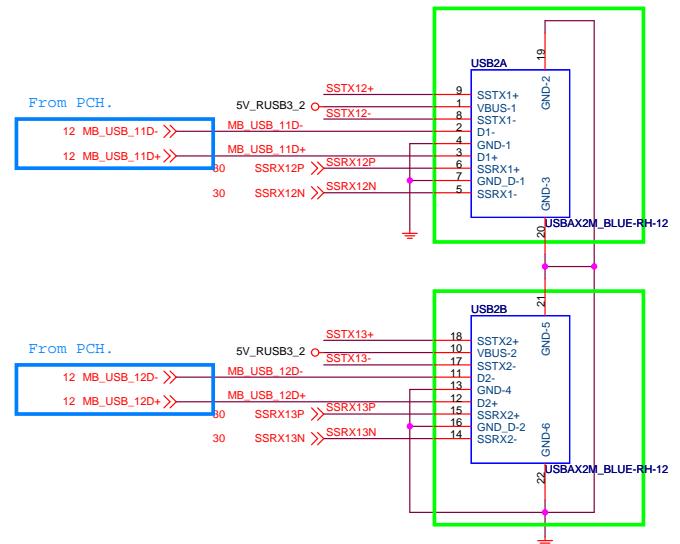 USB2A
19
GND-2
SSTX12+ 9 SSTX1+
5V_RUSB3_2 1 VBUS-1
SSTX12- 8 SSTX1-
From PCH.
12 MB_USB_11D- MB_USB_11D- 2 D1-
4 GND-1
12 MB_USB_11D+ MB_USB_11D+ 3 D1+
30 SSRX12P SSRX12P 6 SSRX1+
7 GND_D-1
30 SSRX12N SSRX12N 5 SSRX1-
GND-3
20
USBAX2M_BLUE-RH-12
USB2B
21
GND-5
SSTX13+ 18 SSTX2+
5V_RUSB3_2 10 VBUS-2
SSTX13- 17 SSTX2-
From PCH.
12 MB_USB_12D- MB_USB_12D- 11 D2-
13 GND-4
12 MB_USB_12D+ MB_USB_12D+ 12 D2+
30 SSRX13P SSRX13P 15 SSRX2+
16 GND_D-2
30 SSRX13N SSRX13N 14 SSRX2-
GND-6
22
USBAX2M_BLUE-RH-12